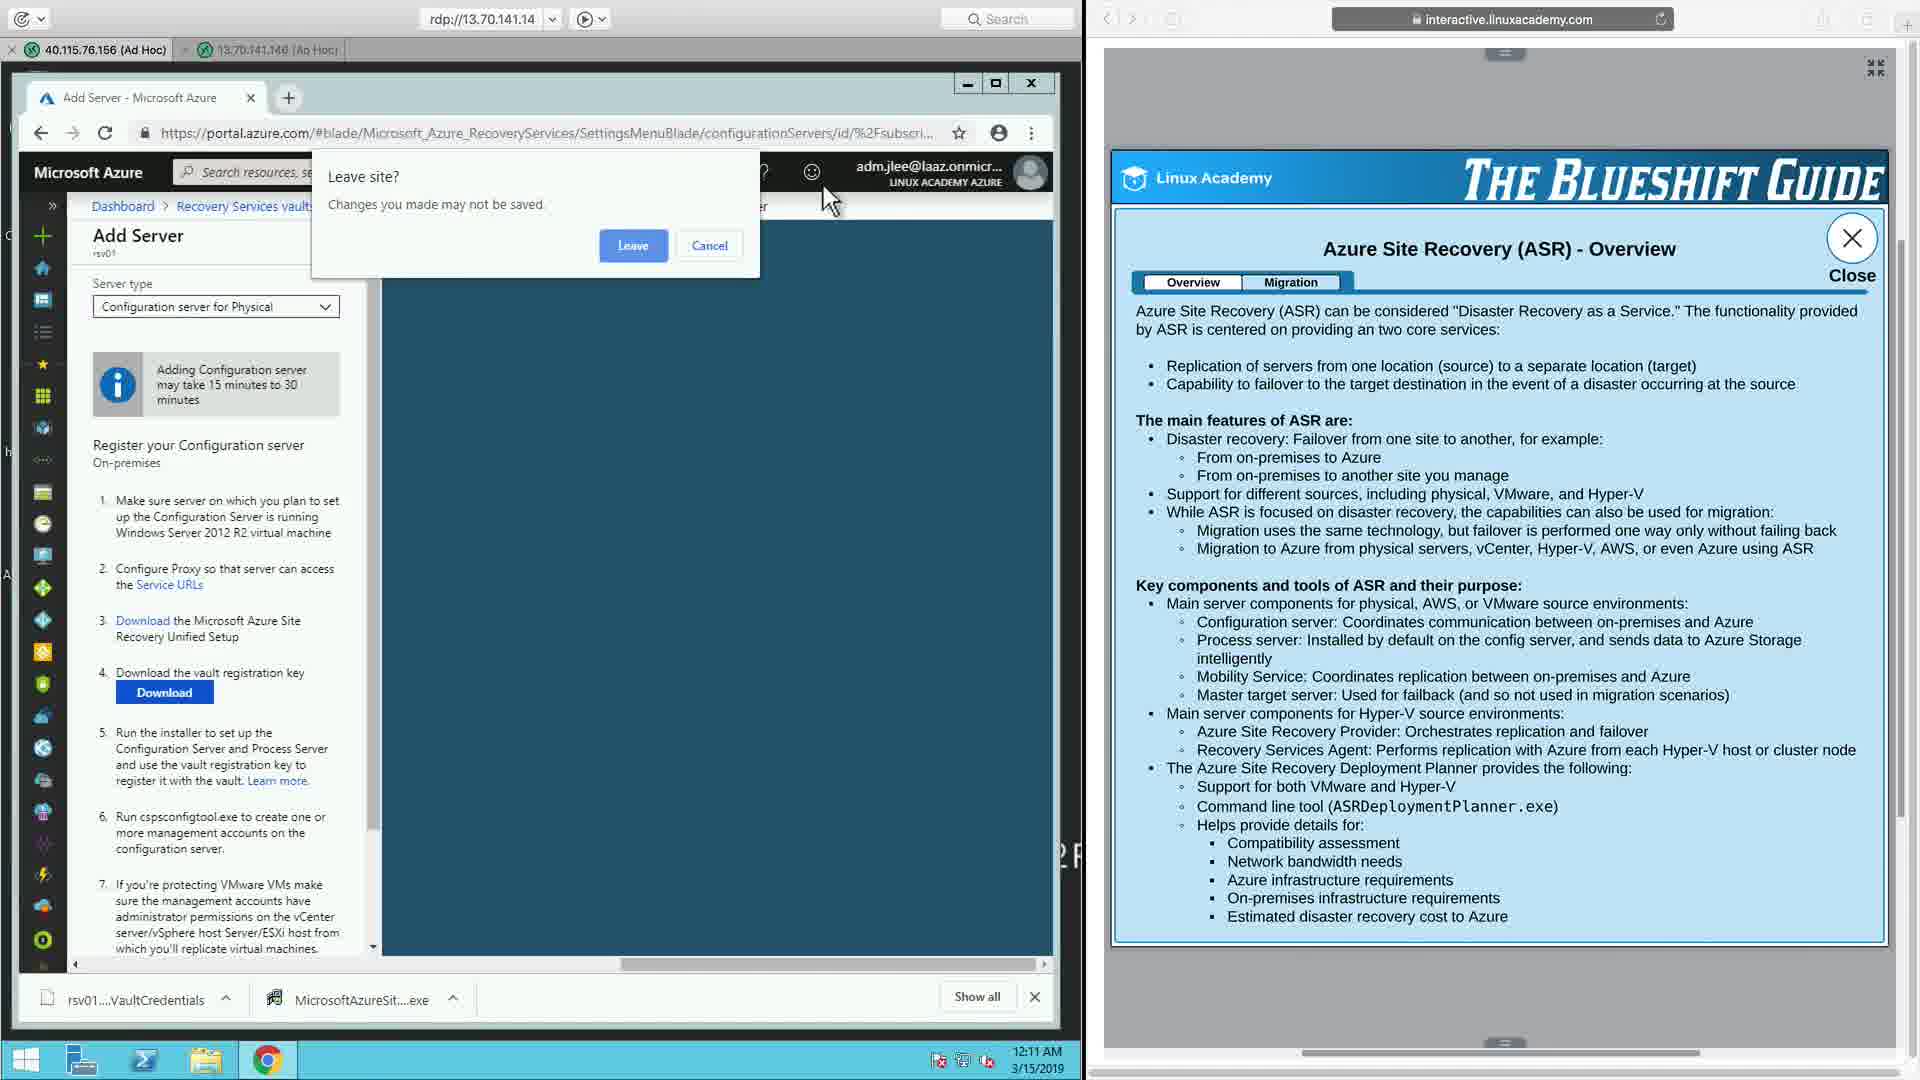 rdp://13.70.141.14
Search
interactive.linuxacademy.com
40.115.76.156 (Ad Hoc)
13.70.141.146 (Ad Hoc)
Add Server - Microsoft Azure
https://portal.azure.com/#blade/Microsoft_Azure_RecoveryServices/SettingsMenuBlade/configurationServers/id/%2Fsubscri...
Microsoft Azure
Search resources, se
adm.jlee@laaz.onmicr...
LINUX ACADEMY AZURE
Leave site?
Changes you made may not be saved.
Leave
Cancel
Dashboard > Recovery Services vaults
Add Server
rsv01
Server type
Configuration server for Physical
Adding Configuration server
may take 15 minutes to 30
minutes
Register your Configuration server
On-premises
1. Make sure server on which you plan to set
up the Configuration Server is running
Windows Server 2012 R2 virtual machine
2. Configure Proxy so that server can access
the Service URLs
3. Download the Microsoft Azure Site
Recovery Unified Setup
4. Download the vault registration key
Download
5. Run the installer to set up the
Configuration Server and Process Server
and use the vault registration key to
register it with the vault. Learn more.
6. Run cspsconfigtool.exe to create one or
more management accounts on the
configuration server.
7. If you're protecting VMware VMs make
sure the management accounts have
administrator permissions on the vCenter
server/vSphere host Server/ESXi host from
which you'll replicate virtual machines.
rsv01....VaultCredentials
MicrosoftAzureSit....exe
Show all
12:11 AM
3/15/2019
Linux Academy
THE BLUESHIFT GUIDE
Azure Site Recovery (ASR) - Overview
Close
Overview
Migration
Azure Site Recovery (ASR) can be considered "Disaster Recovery as a Service." The functionality provided
by ASR is centered on providing an two core services:
▪ Replication of servers from one location (source) to a separate location (target)
▪ Capability to failover to the target destination in the event of a disaster occurring at the source
The main features of ASR are:
▪ Disaster recovery: Failover from one site to another, for example:
◦ From on-premises to Azure
◦ From on-premises to another site you manage
▪ Support for different sources, including physical, VMware, and Hyper-V
▪ While ASR is focused on disaster recovery, the capabilities can also be used for migration:
◦ Migration uses the same technology, but failover is performed one way only without failing back
◦ Migration to Azure from physical servers, vCenter, Hyper-V, AWS, or even Azure using ASR
Key components and tools of ASR and their purpose:
▪ Main server components for physical, AWS, or VMware source environments:
◦ Configuration server: Coordinates communication between on-premises and Azure
◦ Process server: Installed by default on the config server, and sends data to Azure Storage
intelligently
◦ Mobility Service: Coordinates replication between on-premises and Azure
◦ Master target server: Used for failback (and so not used in migration scenarios)
▪ Main server components for Hyper-V source environments:
◦ Azure Site Recovery Provider: Orchestrates replication and failover
◦ Recovery Services Agent: Performs replication with Azure from each Hyper-V host or cluster node
▪ The Azure Site Recovery Deployment Planner provides the following:
◦ Support for both VMware and Hyper-V
◦ Command line tool (ASRDeploymentPlanner.exe)
◦ Helps provide details for:
▪ Compatibility assessment
▪ Network bandwidth needs
▪ Azure infrastructure requirements
▪ On-premises infrastructure requirements
▪ Estimated disaster recovery cost to Azure